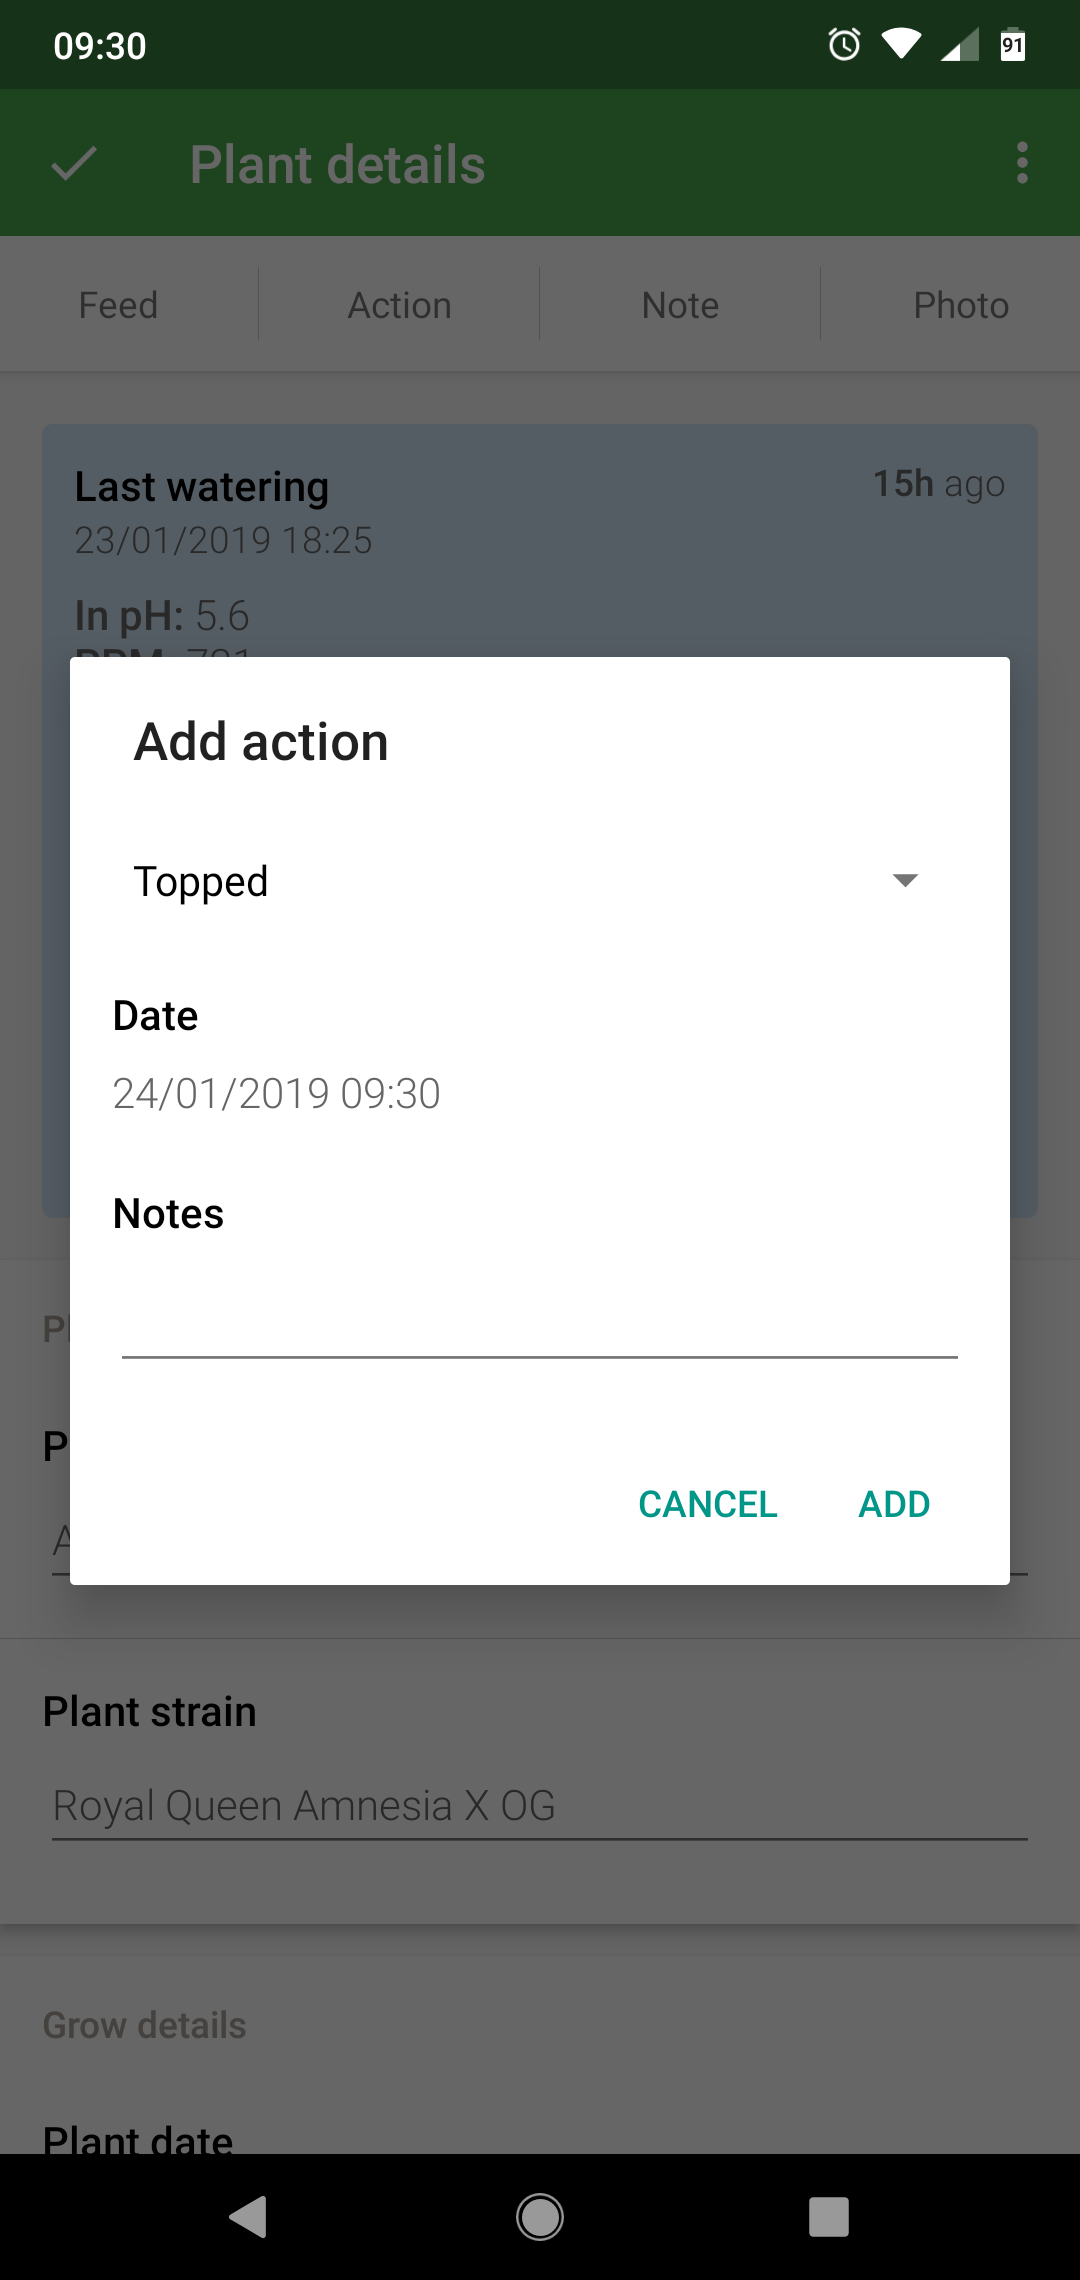 09:30
91
Plant details
Feed Action Note Photo
Last watering 15h ago
23/01/2019 18:25
In pH: 5.6
Add action
Topped
Date
24/01/2019 09:30
Notes
CANCEL ADD
Plant strain
Royal Queen Amnesia X OG
Grow details
Plant date